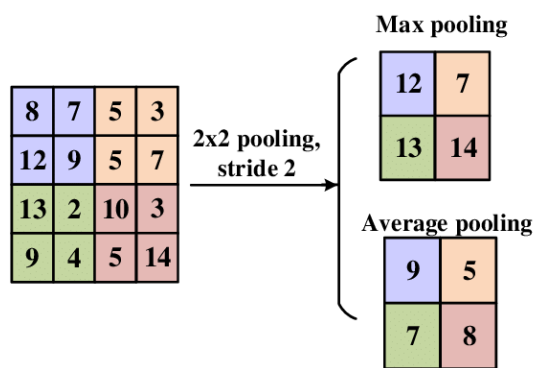 Max pooling
12 7
13 14
8 7 5 3
12 9 5 7
13 2 10 3
9 4 5 14
2x2 pooling,
stride 2
Average pooling
9 5
7 8